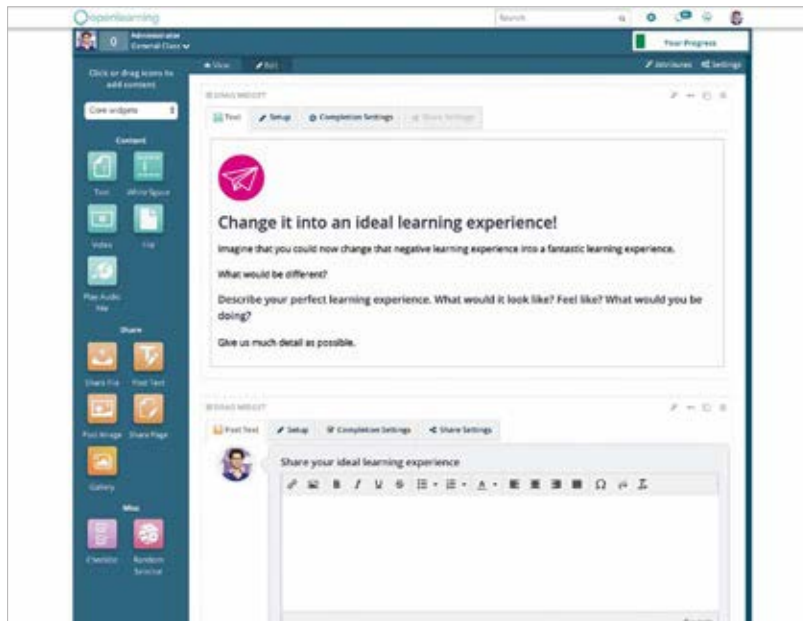 openlearning
Search
0
Administrator
General Class
Your Progress
Click or drag icons to
add content
View
Edit
Attributes
Settings
Core widgets
DRAG WIDGET
Text
Setup
Completion Settings
Share Settings
Content
Text
White Space
Video
File
Play Audio
File
Change it into an ideal learning experience!
Imagine that you could now change that negative learning experience into a fantastic learning experience.
What would be different?
Describe your perfect learning experience. What would it look like? Feel like? What would you be
doing?
Give us much detail as possible.
Share
Share File
Post Text
Post Image
Share Page
Gallery
DRAG WIDGET
Post Text
Setup
Completion Settings
Share Settings
Share your ideal learning experience
B I U S
A
Ω
Misc
Checklist
Random
Selector